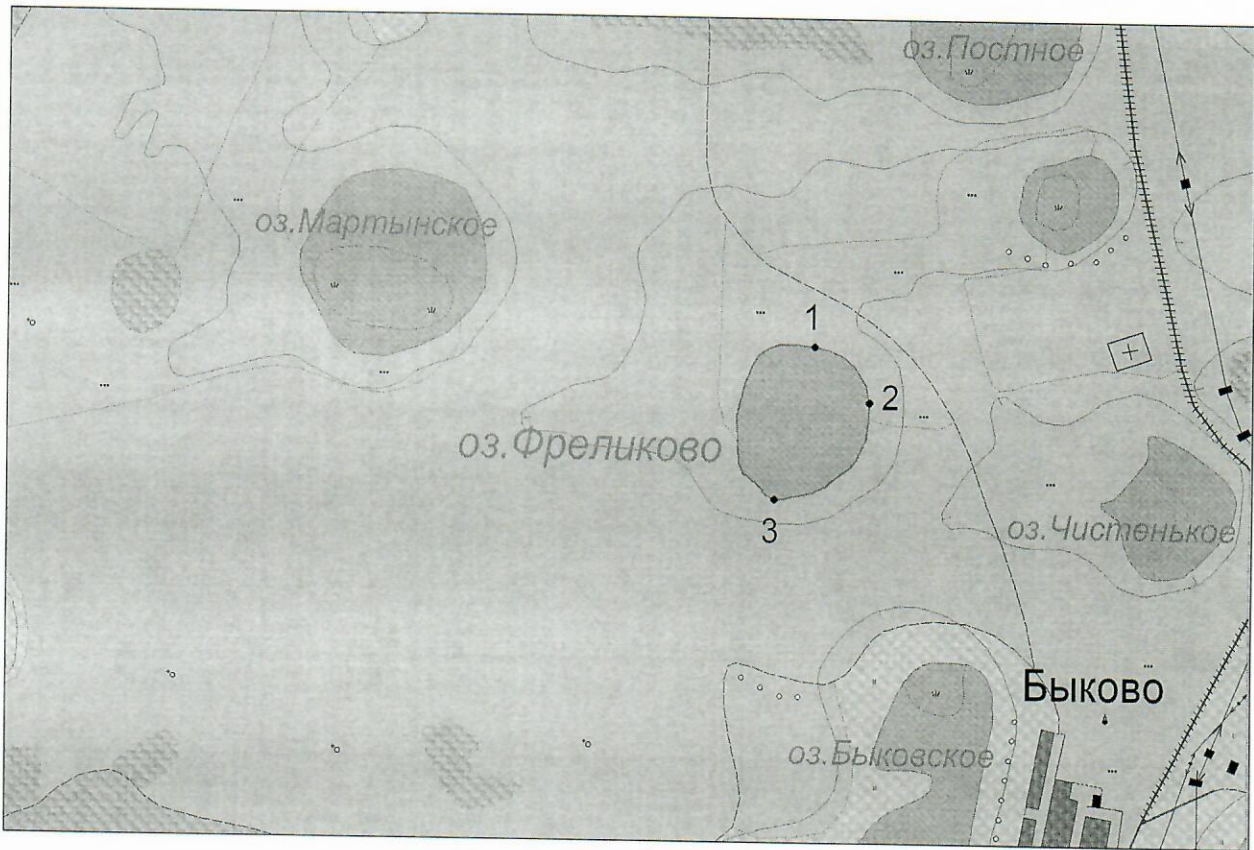 оз.Постное
оз.Мартынское
1
2
оз.Фреликово
3
оз.Чистенькое
Быково
оз.Быковское